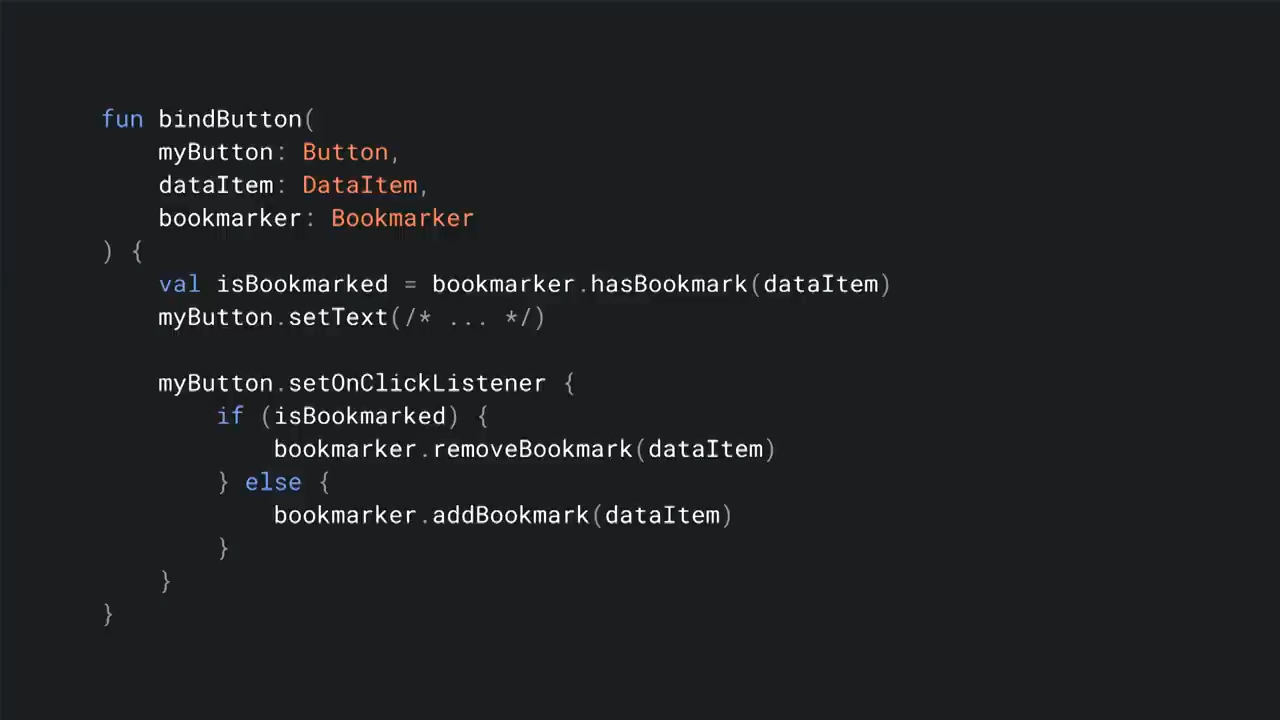 fun bindButton(
    myButton: Button,
    dataItem: DataItem,
    bookmarker: Bookmarker
) {
    val isBookmarked = bookmarker.hasBookmark(dataItem)
    myButton.setText(/* ... */)

    myButton.setOnClickListener {
        if (isBookmarked) {
            bookmarker.removeBookmark(dataItem)
        } else {
            bookmarker.addBookmark(dataItem)
        }
    }
}